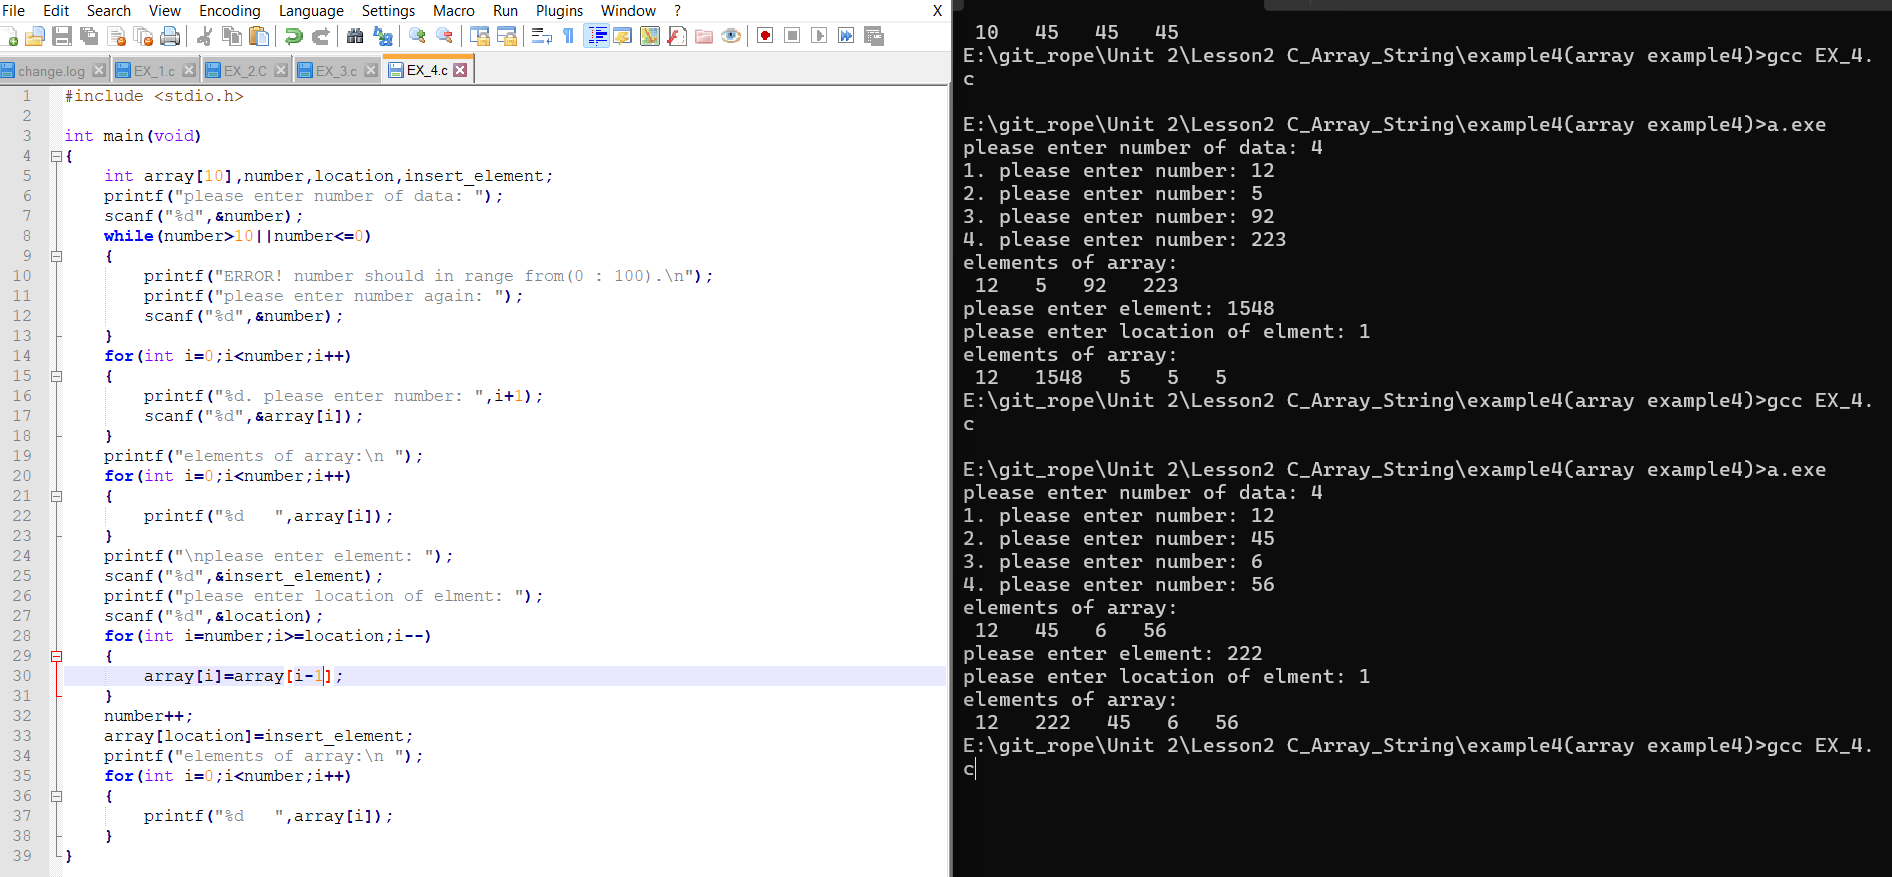 File Edit Search View Encoding Language Settings Macro Run Plugins Window ? X
change.log EX_1.c EX_2.C EX_3.c EX_4.c
1 #include <stdio.h>
2
3 int main(void)
4 {
5 int array[10],number,location,insert_element;
6 printf("please enter number of data: ");
7 scanf("%d",&number);
8 while(number>10||number<=0)
9 {
10 printf("ERROR! number should in range from(0 : 100).\n");
11 printf("please enter number again: ");
12 scanf("%d",&number);
13 }
14 for(int i=0;i<number;i++)
15 {
16 printf("%d. please enter number: ",i+1);
17 scanf("%d",&array[i]);
18 }
19 printf("elements of array:\n ");
20 for(int i=0;i<number;i++)
21 {
22 printf("%d   ",array[i]);
23 }
24 printf("\nplease enter element: ");
25 scanf("%d",&insert_element);
26 printf("please enter location of elment: ");
27 scanf("%d",&location);
28 for(int i=number;i>=location;i--)
29 {
30 array[i]=array[i-1];
31 }
32 number++;
33 array[location]=insert_element;
34 printf("elements of array:\n ");
35 for(int i=0;i<number;i++)
36 {
37 printf("%d   ",array[i]);
38 }
39 }
10   45   45   45
E:\git_rope\Unit 2\Lesson2 C_Array_String\example4(array example4)>gcc EX_4.
c
E:\git_rope\Unit 2\Lesson2 C_Array_String\example4(array example4)>a.exe
please enter number of data: 4
1. please enter number: 12
2. please enter number: 5
3. please enter number: 92
4. please enter number: 223
elements of array:
12   5   92   223
please enter element: 1548
please enter location of elment: 1
elements of array:
12   1548   5   5   5
E:\git_rope\Unit 2\Lesson2 C_Array_String\example4(array example4)>gcc EX_4.
c
E:\git_rope\Unit 2\Lesson2 C_Array_String\example4(array example4)>a.exe
please enter number of data: 4
1. please enter number: 12
2. please enter number: 45
3. please enter number: 6
4. please enter number: 56
elements of array:
12   45   6   56
please enter element: 222
please enter location of elment: 1
elements of array:
12   222   45   6   56
E:\git_rope\Unit 2\Lesson2 C_Array_String\example4(array example4)>gcc EX_4.
c